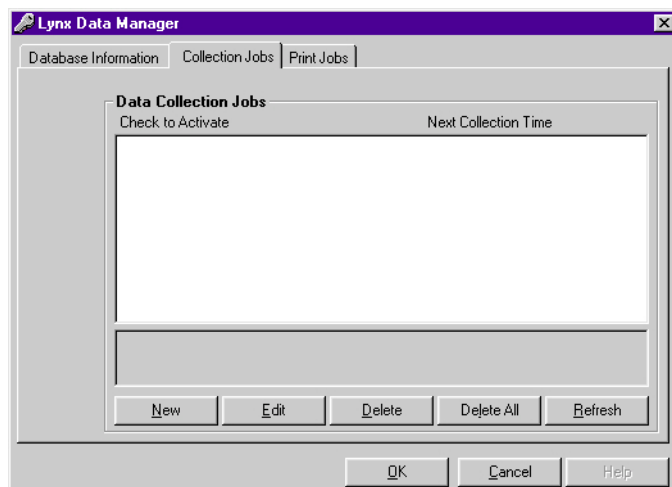 Lynx Data Manager
Database Information Collection Jobs Print Jobs
Data Collection Jobs
Check to Activate Next Collection Time
New Edit Delete Delete All Refresh
OK Cancel Help